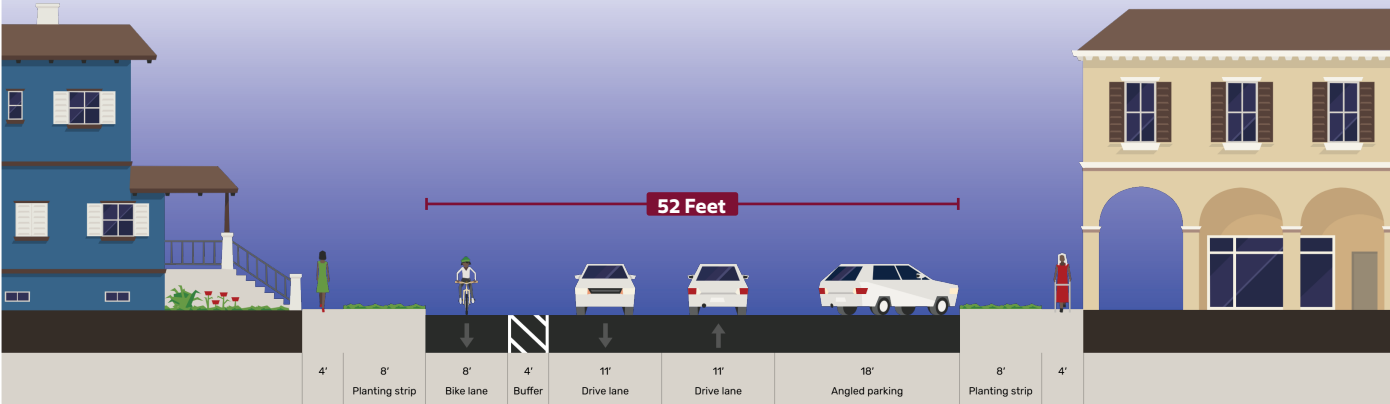 52 Feet
4’
8’
Planting strip
8’
Bike lane
4’
Buffer
11’
Drive lane
11’
Drive lane
18’
Angled parking
8’
Planting strip
4’